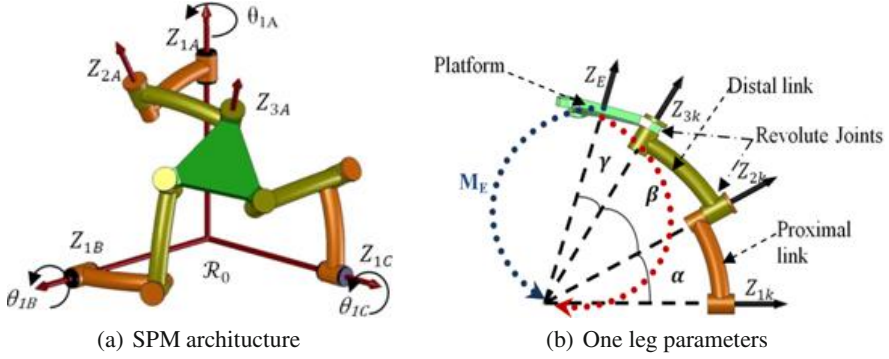 θ1A
Z1A
Z2A
Z3A
Z1B
R0
Z1C
θ1B
θ1C
(a) SPM architucture
Platform
ZE
Distal link
Z3k
Revolute Joints
γ
Z2k
ME
β
Proximal
link
α
Z1k
(b) One leg parameters